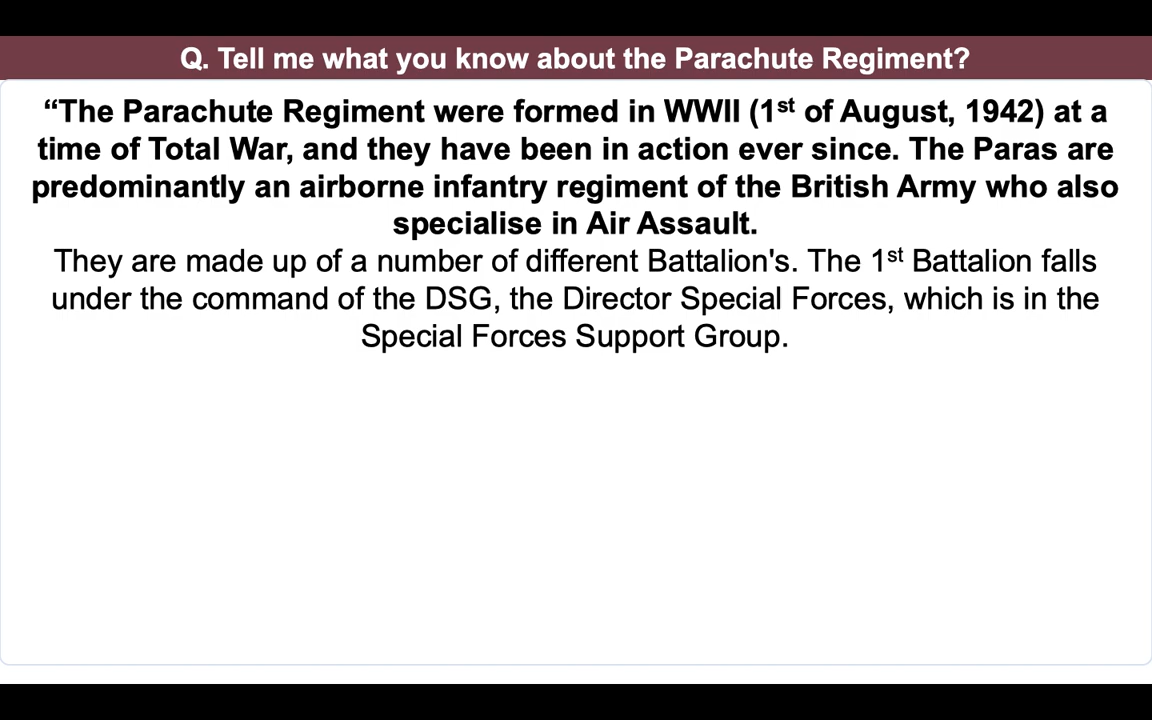 Q. Tell me what you know about the Parachute Regiment?
“The Parachute Regiment were formed in WWII (1st of August, 1942) at a
time of Total War, and they have been in action ever since. The Paras are
predominantly an airborne infantry regiment of the British Army who also
specialise in Air Assault.
They are made up of a number of different Battalion's. The 1st Battalion falls
under the command of the DSG, the Director Special Forces, which is in the
Special Forces Support Group.